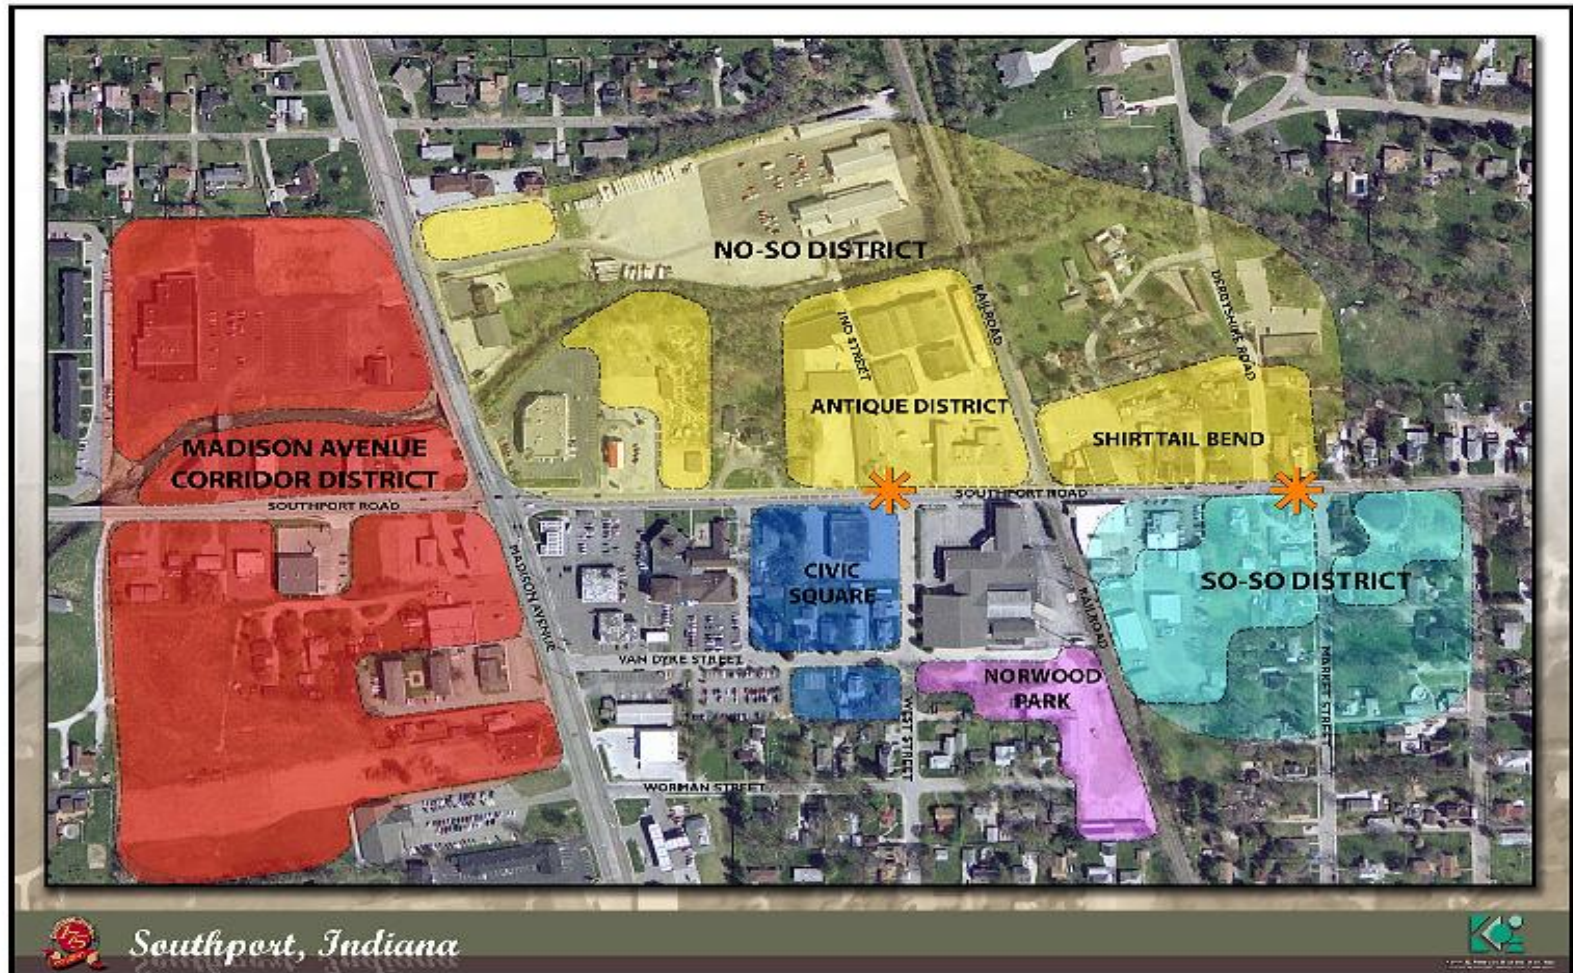 NO-SO DISTRICT
DERBYSHIRE ROAD
RAILROAD
2ND STREET
ANTIQUE DISTRICT
SHIRTTAIL BEND
MADISON AVENUE
CORRIDOR DISTRICT
SOUTHPORT ROAD
SOUTHPORT ROAD
MADISON AVENUE
CIVIC
SQUARE
SO-SO DISTRICT
RAILROAD
VAN DYKE STREET
NORWOOD
PARK
WEST STREET
MARKET STREET
WORMAN STREET
Southport, Indiana